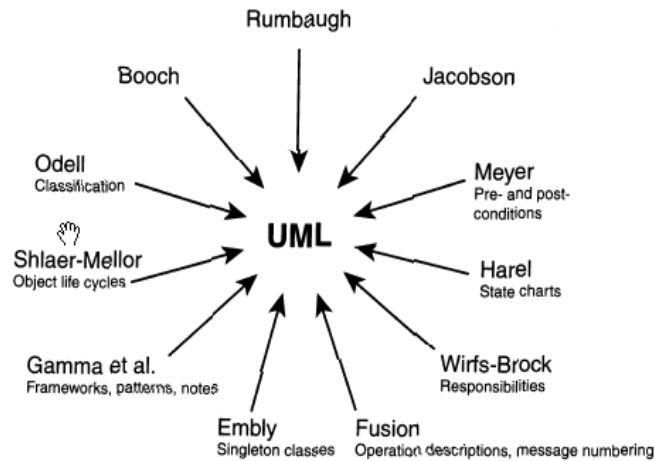 Rumbaugh
Booch
Jacobson
Odell
Classification
Meyer
Pre- and post-
conditions
UML
Shlaer-Mellor
Object life cycles
Harel
State charts
Gamma et al.
Frameworks, patterns, notes
Wirfs-Brock
Responsibilities
Embly
Singleton classes
Fusion
Operation descriptions, message numbering